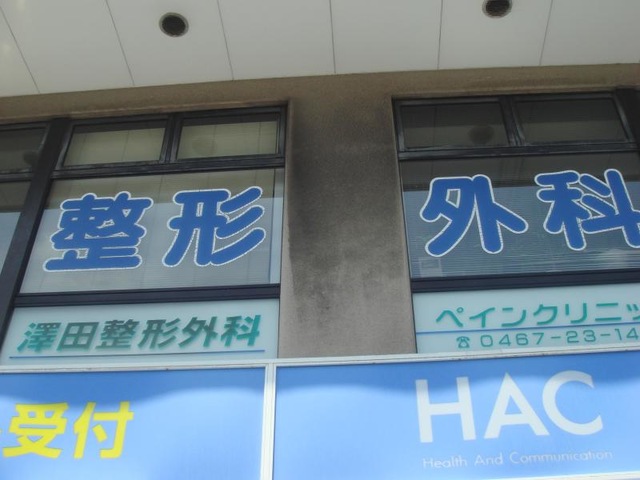 整形 外科
澤田整形外科
ペインクリニッ
☎0467-23-14
受付
HAC
Health And Communication